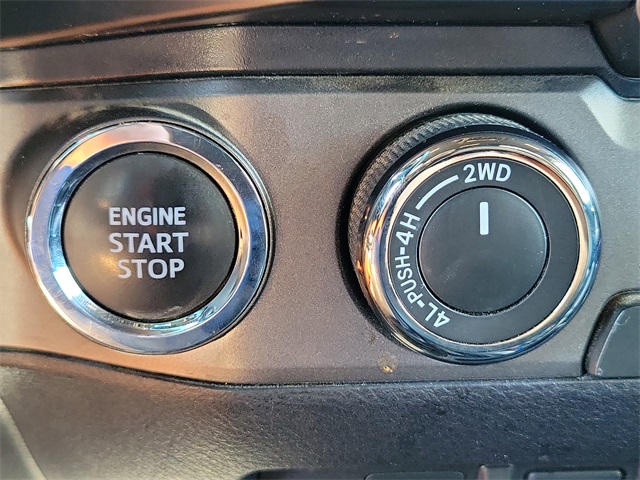 ENGINE
START
STOP
2WD
4L-PUSH-4H